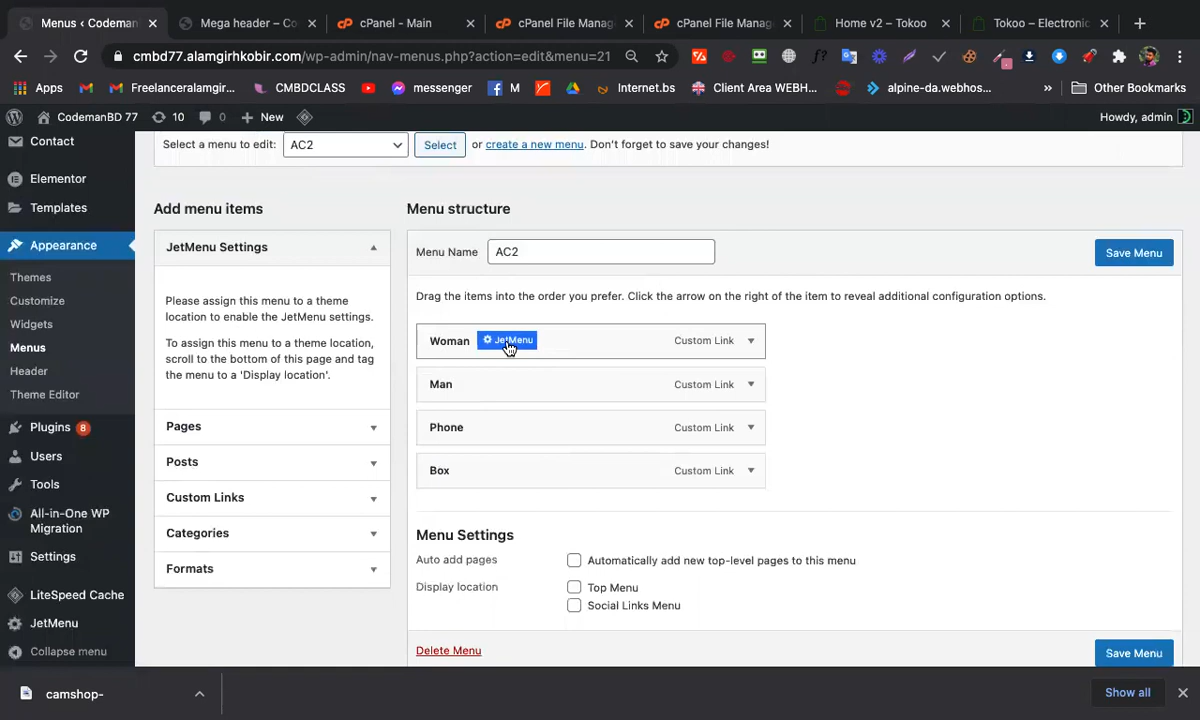 Menus ‹ Codeman
Mega header – Co
cPanel - Main
cPanel File Manag
cPanel File Manag
Home v2 – Tokoo
Tokoo – Electronic
cmbd77.alamgirhkobir.com/wp-admin/nav-menus.php?action=edit&menu=21
Apps
Freelanceralamgir...
CMBDCLASS
messenger
M
Internet.bs
Client Area WEBH...
alpine-da.webhos...
»
Other Bookmarks
CodemanBD 77
10
0
New
Howdy, admin
Contact
Elementor
Templates
Appearance
Themes
Customize
Widgets
Menus
Header
Theme Editor
Plugins 8
Users
Tools
All-in-One WP
Migration
Settings
LiteSpeed Cache
JetMenu
Collapse menu
Select a menu to edit: AC2 Select or create a new menu. Don't forget to save your changes!
Add menu items
JetMenu Settings
Please assign this menu to a theme
location to enable the JetMenu settings.
To assign this menu to a theme location,
scroll to the bottom of this page and tag
the menu to a 'Display location'.
Pages
Posts
Custom Links
Categories
Formats
Menu structure
Menu Name AC2 Save Menu
Drag the items into the order you prefer. Click the arrow on the right of the item to reveal additional configuration options.
Woman JetMenu Custom Link
Man Custom Link
Phone Custom Link
Box Custom Link
Menu Settings
Auto add pages Automatically add new top-level pages to this menu
Display location Top Menu
Social Links Menu
Delete Menu Save Menu
camshop-
Show all